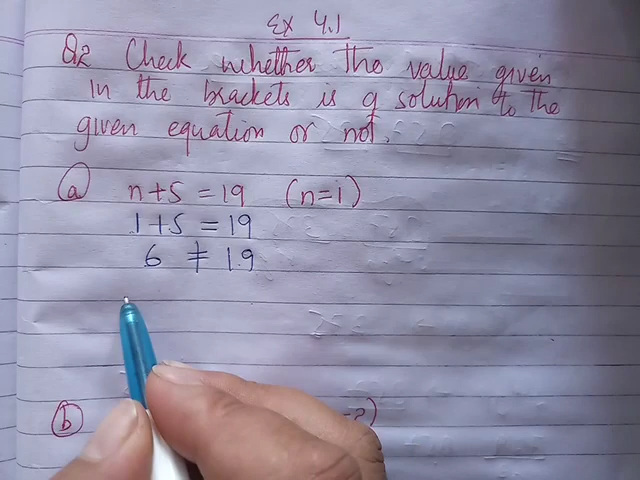 Ex 4.1
Q2 Check whether the value given
in the brackets is a solution to the
given equation or not.
(a) n+5 = 19 (n=1)
1+5 = 19
6 ≠ 19
(b) -2)